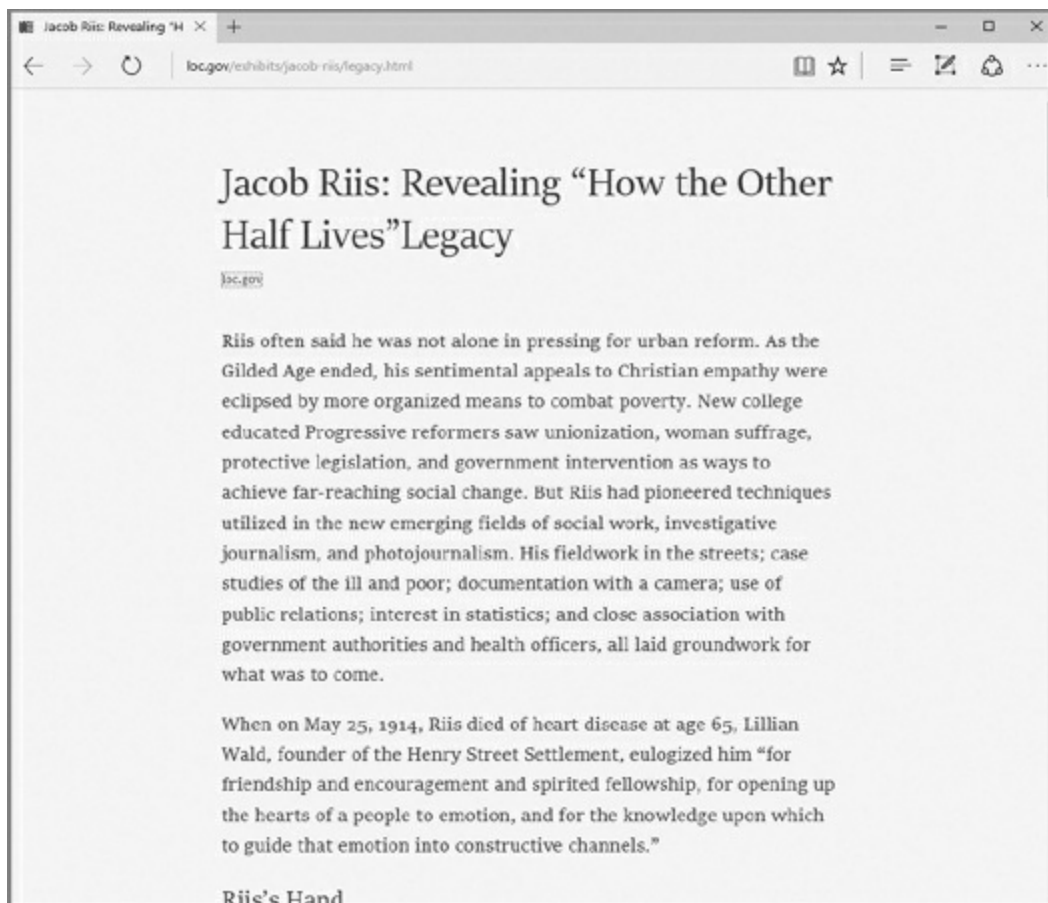 Jacob Riis: Revealing "H
loc.gov/exhibits/jacob-riis/legacy.html
Jacob Riis: Revealing “How the Other
Half Lives”Legacy
loc.gov
Riis often said he was not alone in pressing for urban reform. As the
Gilded Age ended, his sentimental appeals to Christian empathy were
eclipsed by more organized means to combat poverty. New college
educated Progressive reformers saw unionization, woman suffrage,
protective legislation, and government intervention as ways to
achieve far-reaching social change. But Riis had pioneered techniques
utilized in the new emerging fields of social work, investigative
journalism, and photojournalism. His fieldwork in the streets; case
studies of the ill and poor; documentation with a camera; use of
public relations; interest in statistics; and close association with
government authorities and health officers, all laid groundwork for
what was to come.
When on May 25, 1914, Riis died of heart disease at age 65, Lillian
Wald, founder of the Henry Street Settlement, eulogized him “for
friendship and encouragement and spirited fellowship, for opening up
the hearts of a people to emotion, and for the knowledge upon which
to guide that emotion into constructive channels.”
Riis's Hand